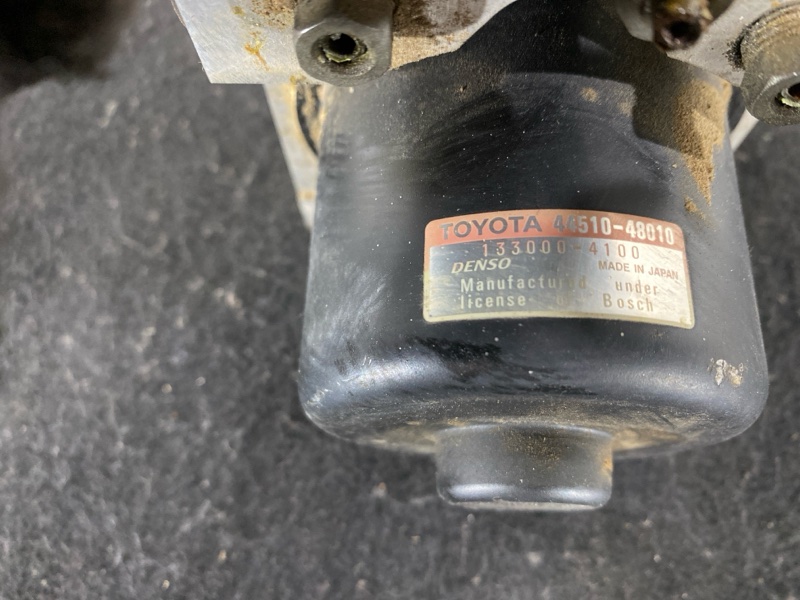 TOYOTA 44510-48010
133000-4100
DENSO MADE IN JAPAN
Manufactured under
license Bosch